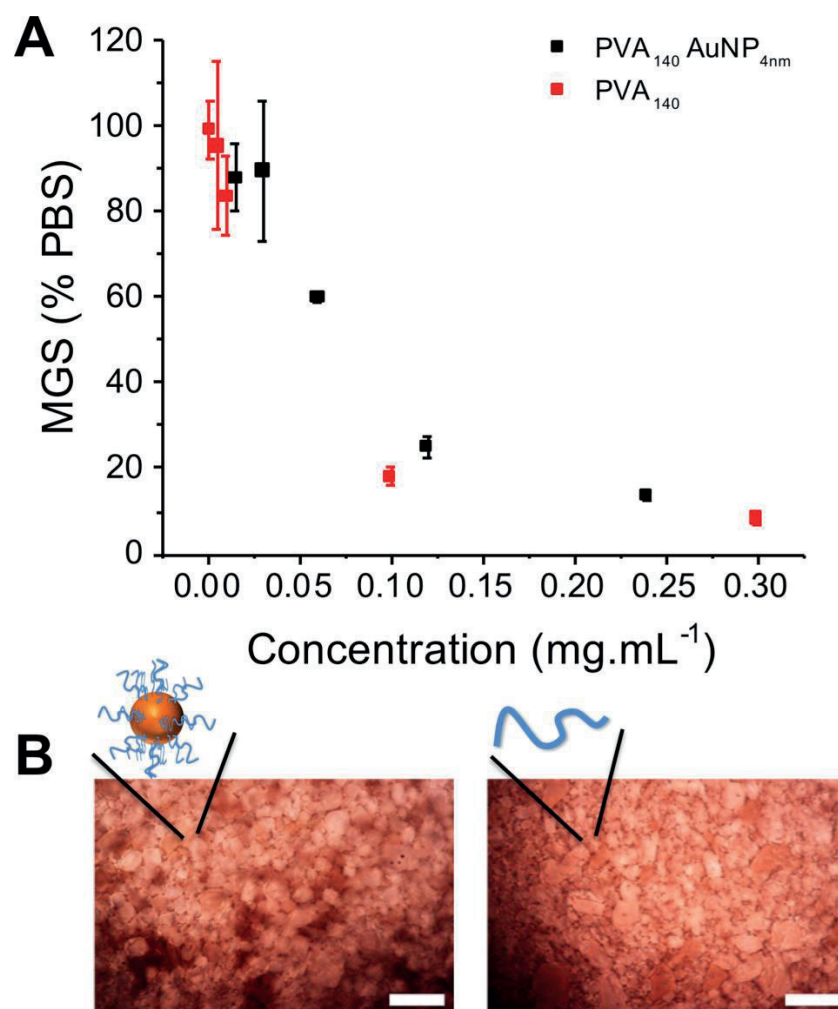 A
120
100
80
60
40
20
0
MGS (% PBS)
PVA₁₄₀ AuNP₄ₙₘ
PVA₁₄₀
0.00 0.05 0.10 0.15 0.20 0.25 0.30
Concentration (mg.mL⁻¹)
B